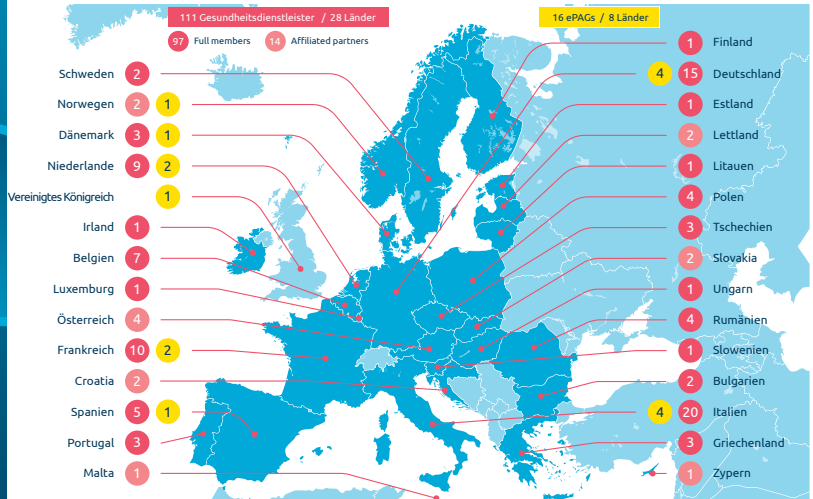 111 Gesundheitsdienstleister / 28 Länder
97 Full members 14 Affiliated partners
16 ePAGs / 8 Länder
Schweden 2
Norwegen 2 1
Dänemark 3 1
Niederlande 9 2
Vereinigtes Königreich 1
Irland 1
Belgien 7
Luxemburg 1
Österreich 4
Frankreich 10 2
Croatia 2
Spanien 5 1
Portugal 3
Malta 1
1 Finland
4 15 Deutschland
1 Estland
2 Lettland
1 Litauen
4 Polen
3 Tschechien
2 Slovakia
1 Ungarn
4 Rumänien
1 Slowenien
2 Bulgarien
4 20 Italien
3 Griechenland
1 Zypern